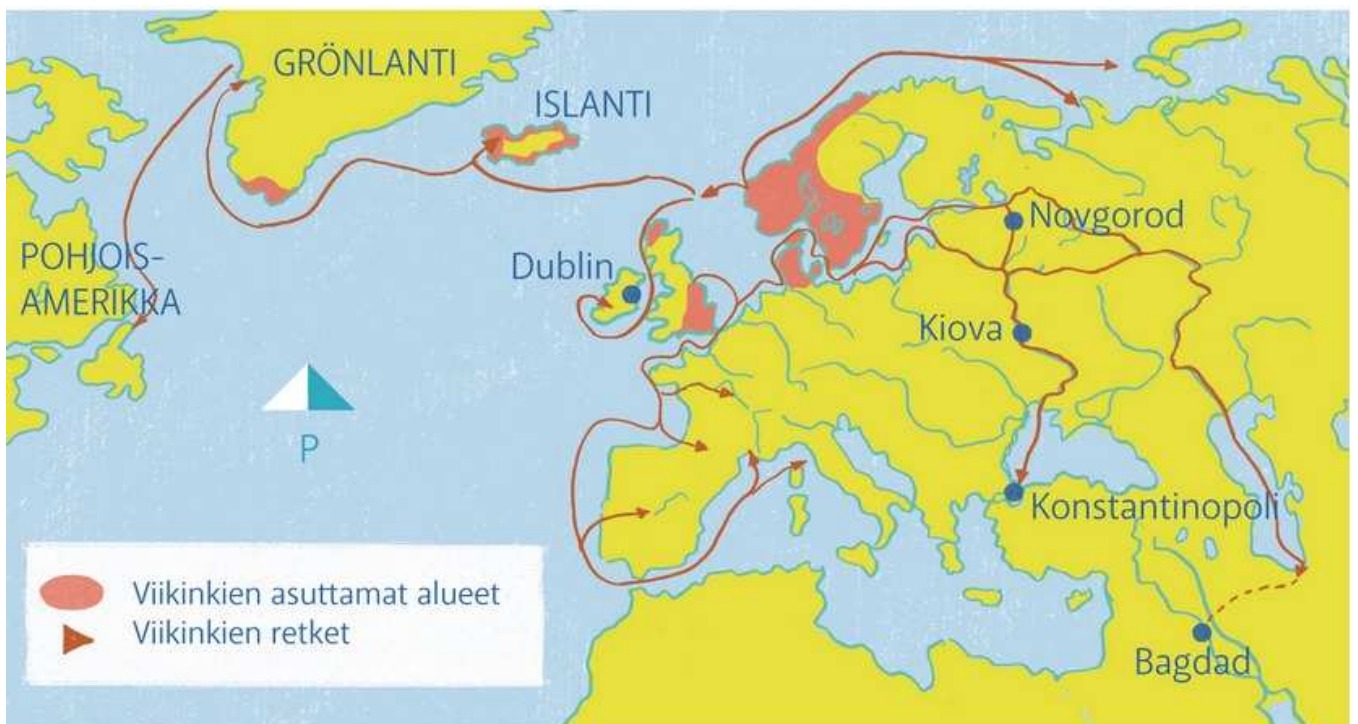 GRÖNLANTI
ISLANTI
POHJOIS-
AMERIKKA
Dublin
Novgorod
Kiova
P
Konstantinopoli
Bagdad
Viikinkien asuttamat alueet
Viikinkien retket